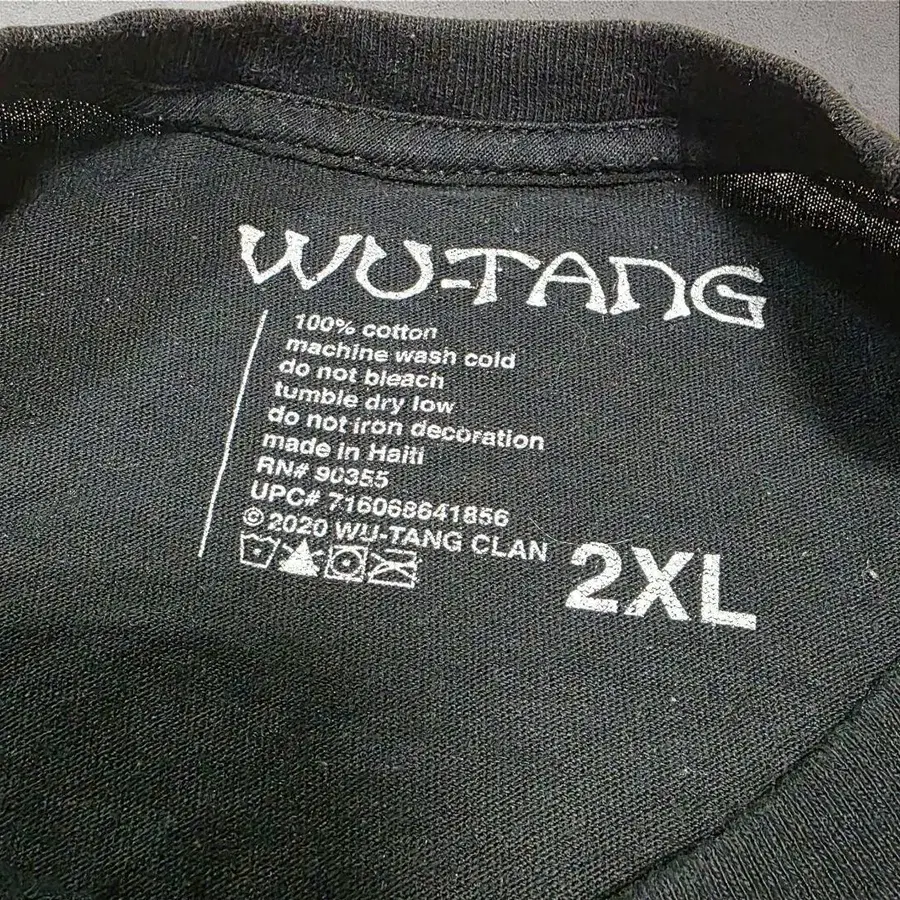 WU-TANG
100% cotton
machine wash cold
do not bleach
tumble dry low
do not iron decoration
made in Haiti
RN# 90355
UPC# 716068641856
© 2020 WU-TANG CLAN
2XL